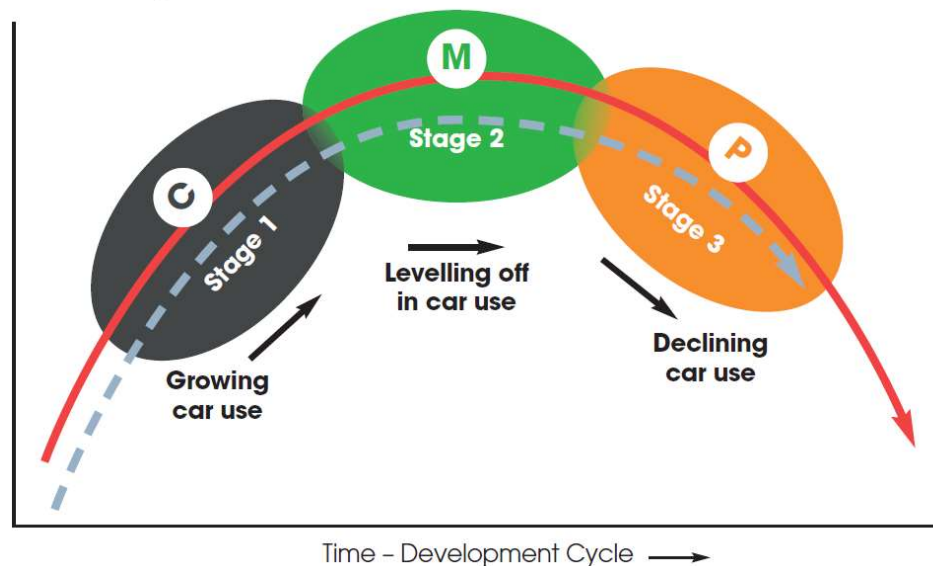 M
Stage 2
C
Stage 1
P
Stage 3
Levelling off
in car use
Growing
car use
Declining
car use
Time – Development Cycle